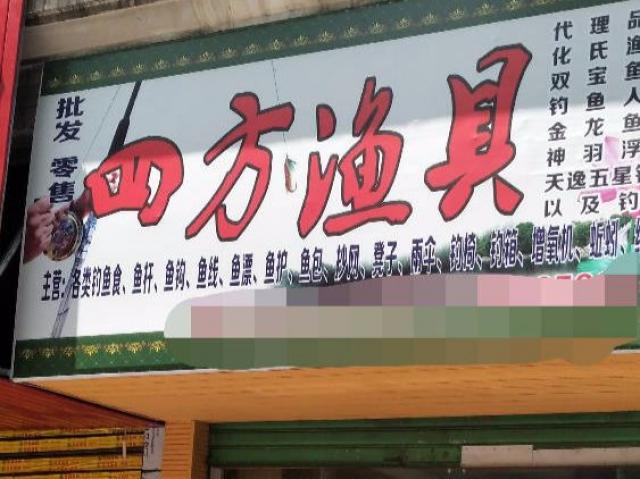 批发 零售
四方渔具
主营:各类钓鱼食、鱼杆、鱼钩、鱼线、鱼漂、鱼护、鱼包、抄网、凳子、雨伞、钓椅、钓箱、增氧机、蚯蚓、
代化双钓金神天以
理氏宝鱼龙羽逸五及
品渔鱼人鱼浮星钓